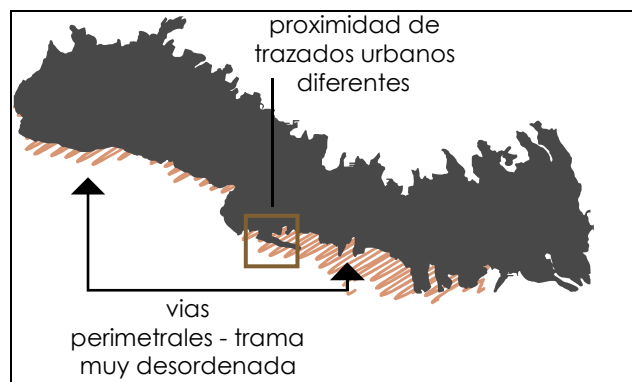 proximidad de
trazados urbanos
diferentes
vias
perimetrales - trama
muy desordenada